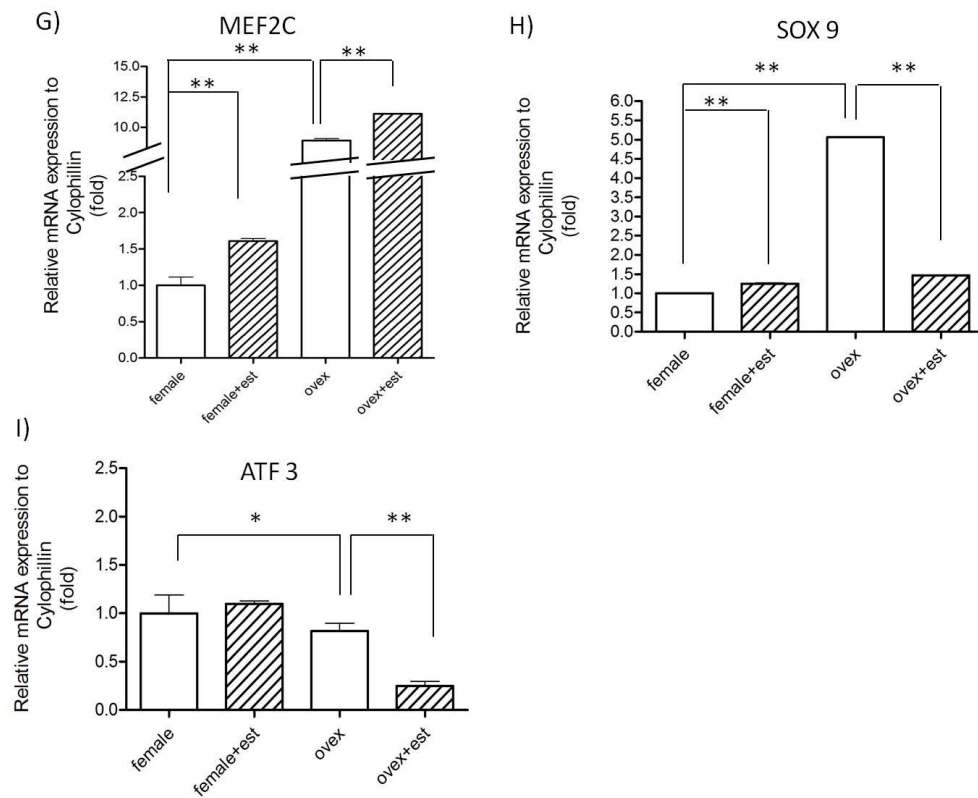 G)
MEF2C
Relative mRNA expression to
Cylophillin
(fold)
15.0
12.5
10.0
2.5
2.0
1.5
1.0
0.5
0.0
**
**
**
female
female+est
ovex
ovex+est
H)
SOX 9
Relative mRNA expression to
Cylophillin
(fold)
6.0
5.5
5.0
4.5
4.0
3.5
3.0
2.5
2.0
1.5
1.0
0.5
0.0
**
**
**
female
female+est
ovex
ovex+est
I)
ATF 3
Relative mRNA expression to
Cylophillin
(fold)
2.5
2.0
1.5
1.0
0.5
0.0
*
**
female
female+est
ovex
ovex+est